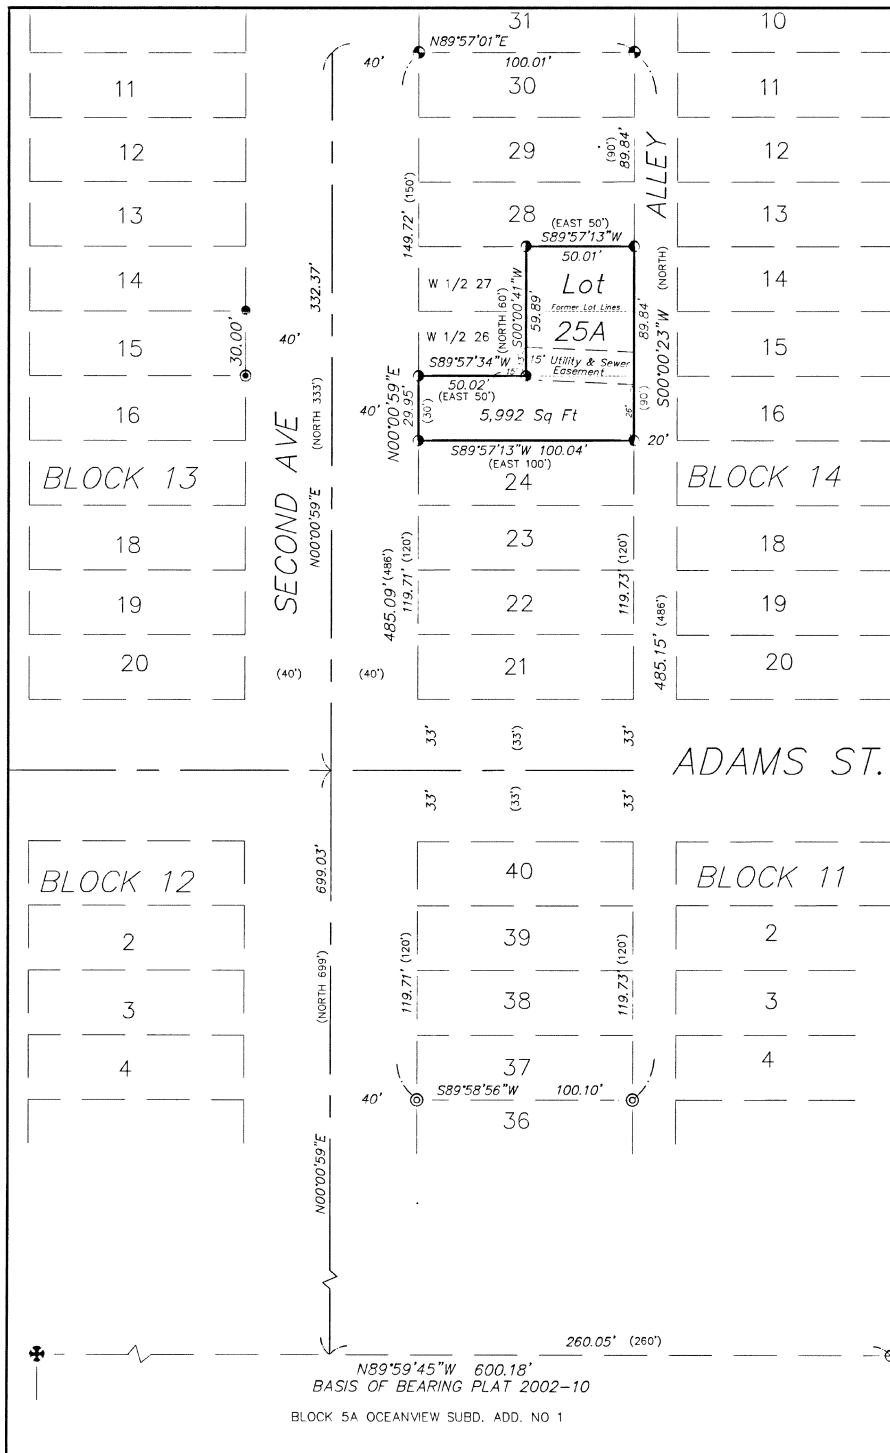 31
10
N89°57'01"E
40'
100.01'
11
30
11
12
29
(90')
89.84'
ALLEY
12
13
149.72' (150')
28
(EAST 50')
S89°57'13"W
50.01'
13
14
332.37'
W 1/2 27
(NORTH 60')
S00°00'41"W
59.89'
Lot
Former Lot Lines
25A
89.84'
S00°00'23"W (NORTH)
14
30.00'
15
40'
W 1/2 26
S89°57'34"W
15' Utility & Sewer
Easement
15'
15
50.02'
(EAST 50')
16
(NORTH 333')
40'
N00°00'59"E
29.95'
(30')
5,992 Sq Ft
26'
(90')
16
S89°57'13"W 100.04'
(EAST 100')
20'
BLOCK 13
SECOND AVE
N00°00'59"E
24
BLOCK 14
18
485.09' (486')
119.71' (120')
23
119.73' (120')
18
19
22
485.15' (486')
19
20
(40')
(40')
21
20
33'
(33')
33'
ADAMS ST.
33'
(33')
33'
BLOCK 12
699.03'
40
BLOCK 11
2
39
2
3
(NORTH 699')
119.71' (120')
38
119.73' (120')
3
4
37
4
40'
S89°58'56"W
100.10'
36
N00°00'59"E
260.05' (260')
N89°59'45"W 600.18'
BASIS OF BEARING PLAT 2002-10
BLOCK 5A OCEANVIEW SUBD. ADD. NO 1